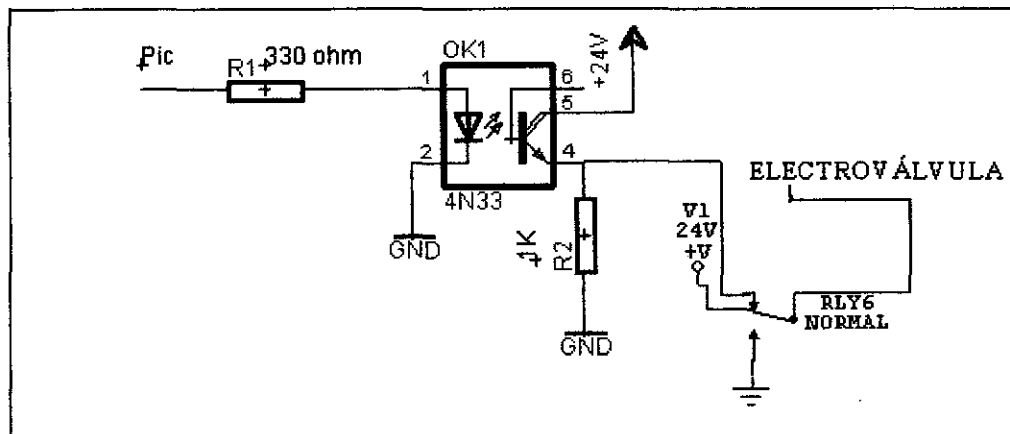 Pic
R1
330 ohm
OK1
1
2
6
5
4
4N33
GND
+24V
1K
R2
GND
ELECTROVÁLVULA
V1
24V
+V
RLY6
NORMAL